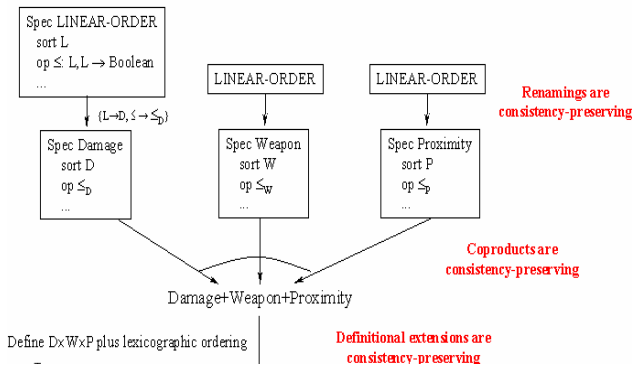 Spec LINEAR-ORDER
sort L
op ≤: L,L → Boolean
...
LINEAR-ORDER
LINEAR-ORDER
Renamings are
consistency-preserving
{L→D, ≤ → ≤D}
Spec Damage
sort D
op ≤D
...
Spec Weapon
sort W
op ≤W
...
Spec Proximity
sort P
op ≤P
...
Coproducts are
consistency-preserving
Damage+Weapon+Proximity
Define D×W×P plus lexicographic ordering
Definitional extensions are
consistency-preserving